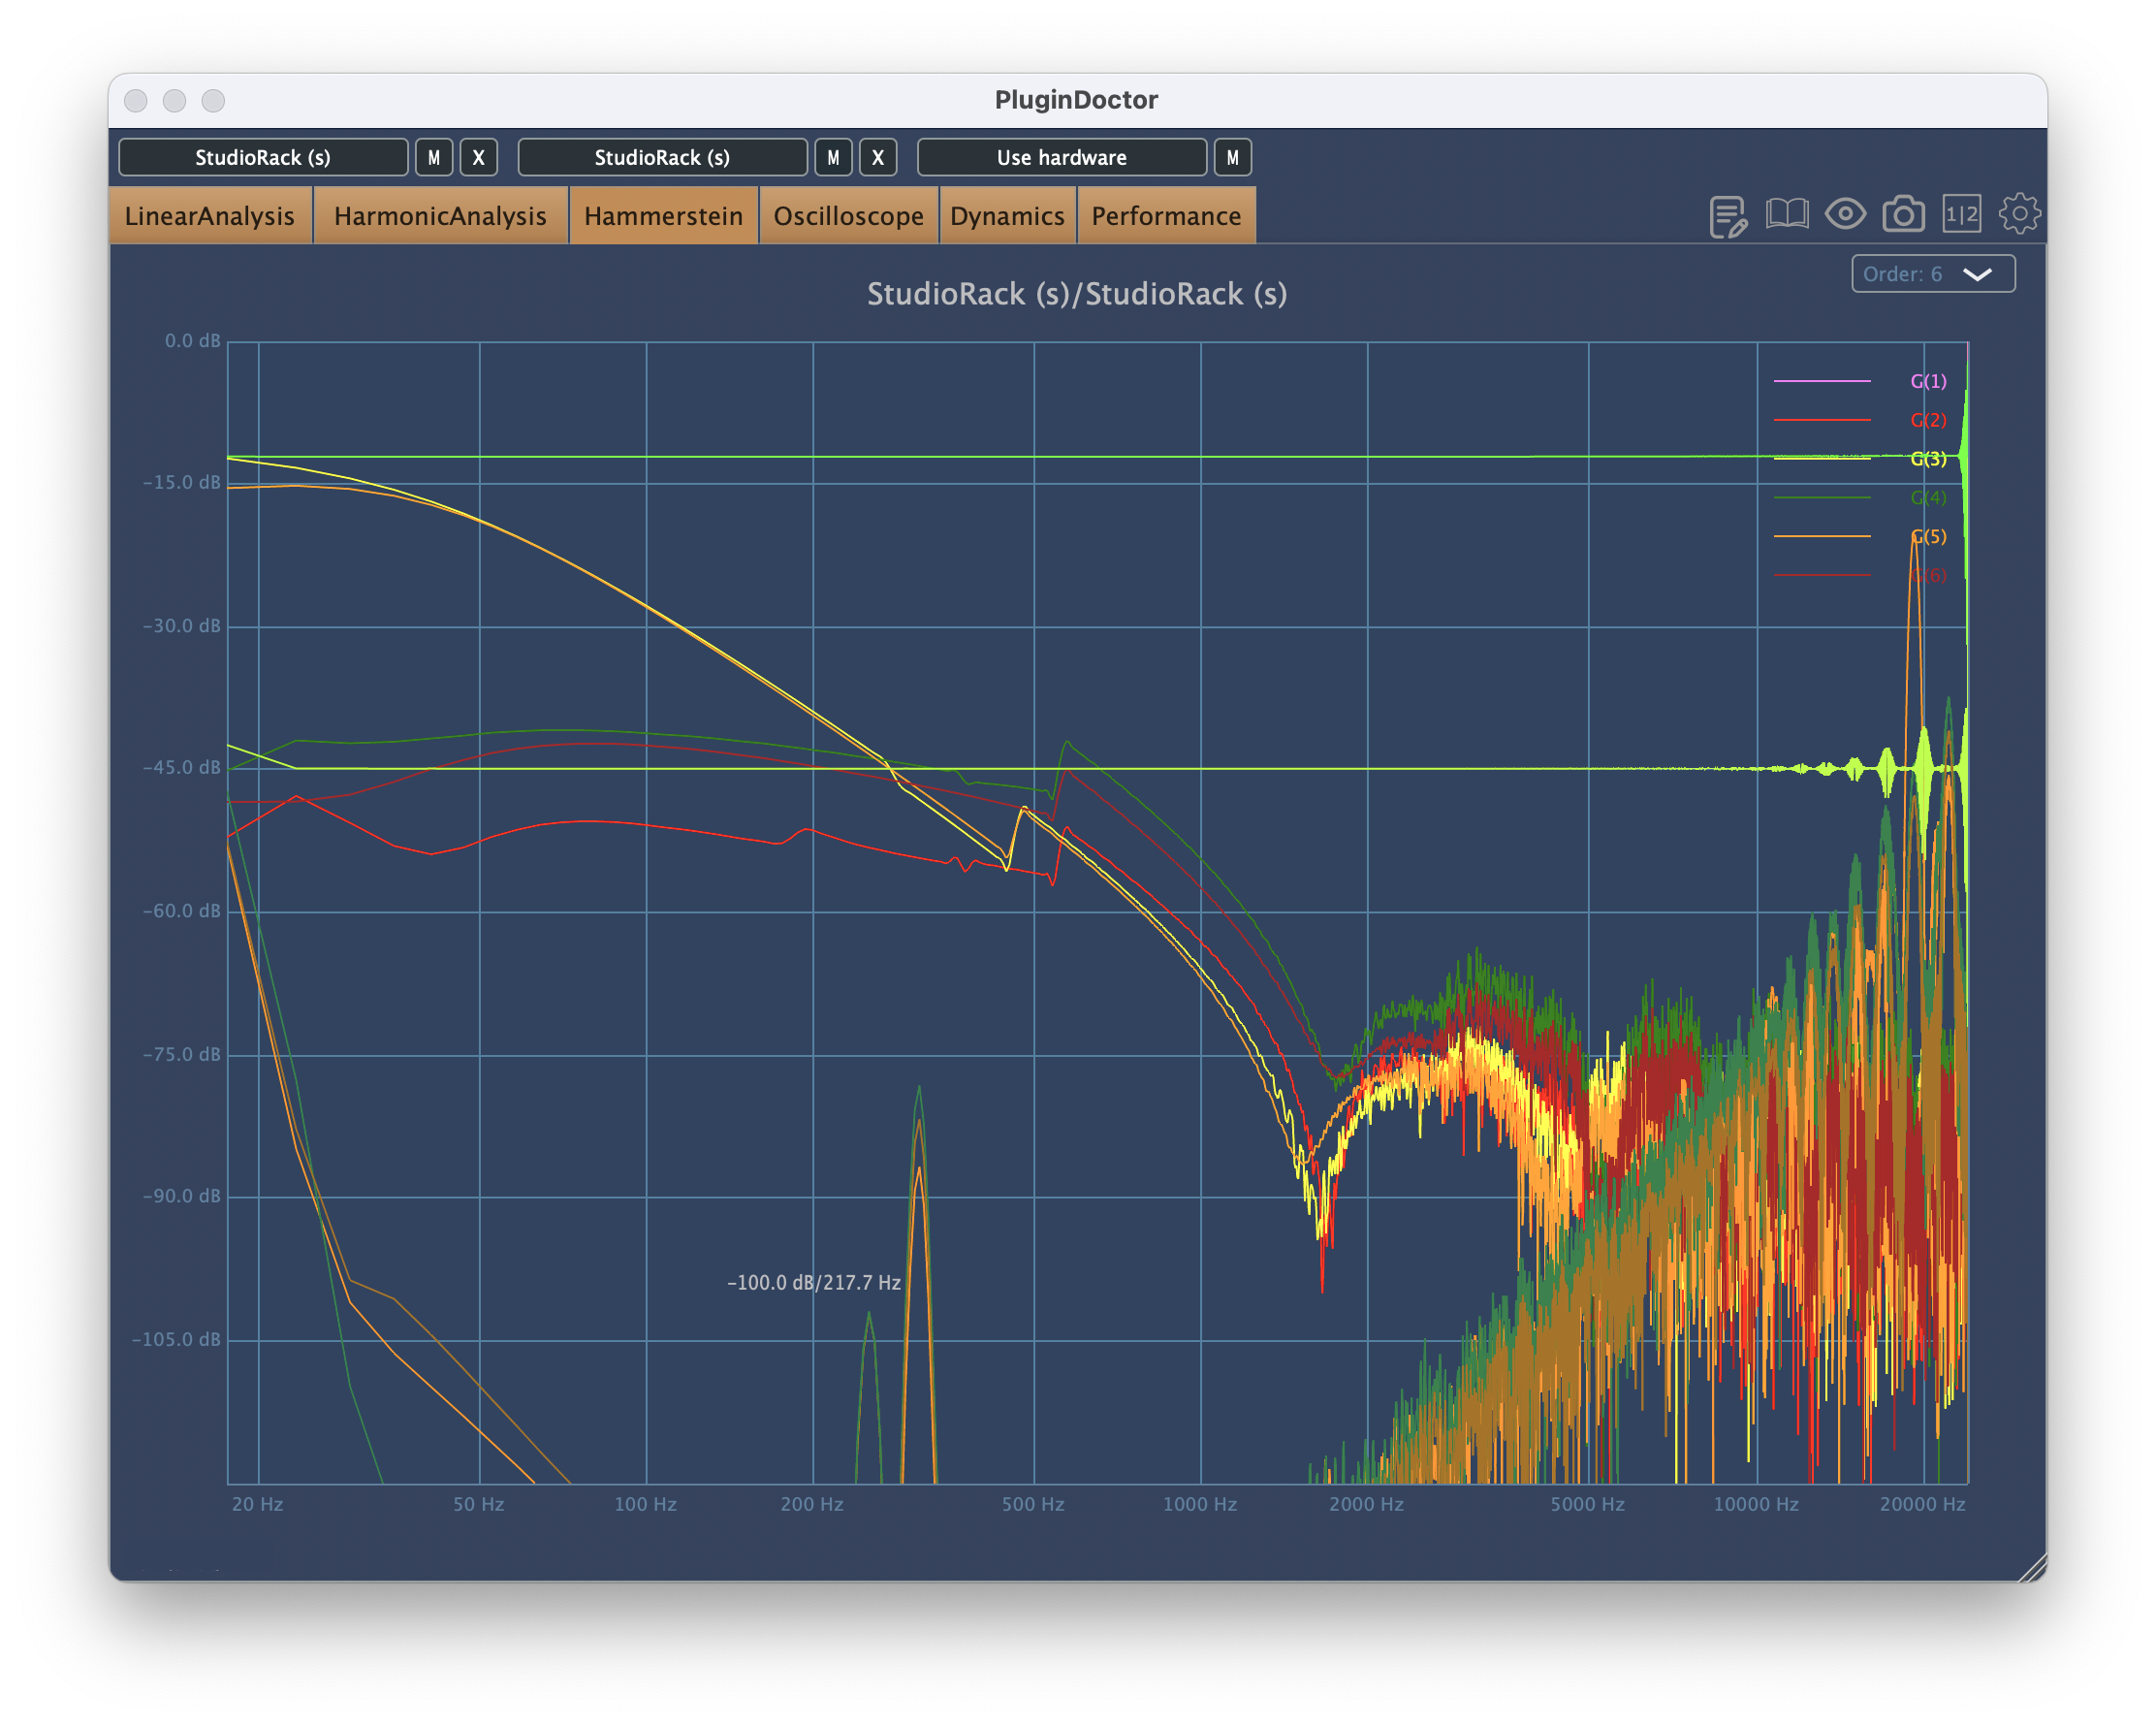 PluginDoctor
StudioRack (s) M X StudioRack (s) M X Use hardware M
LinearAnalysis HarmonicAnalysis Hammerstein Oscilloscope Dynamics Performance 1|2
Order: 6
StudioRack (s)/StudioRack (s)
0.0 dB
G(1)
G(2)
G(3)
-15.0 dB
G(4)
G(5)
G(6)
-30.0 dB
-45.0 dB
-60.0 dB
-75.0 dB
-90.0 dB
-100.0 dB/217.7 Hz
-105.0 dB
20 Hz 50 Hz 100 Hz 200 Hz 500 Hz 1000 Hz 2000 Hz 5000 Hz 10000 Hz 20000 Hz